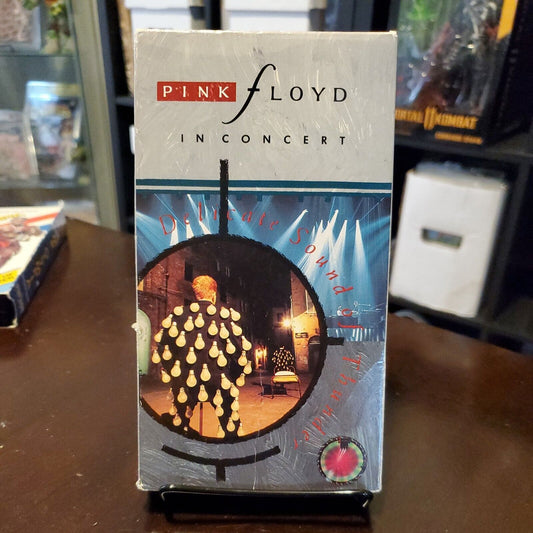 PINK fLOYD
IN CONCERT
Delicate Sound of Thunder
MORTAL KOMBAT